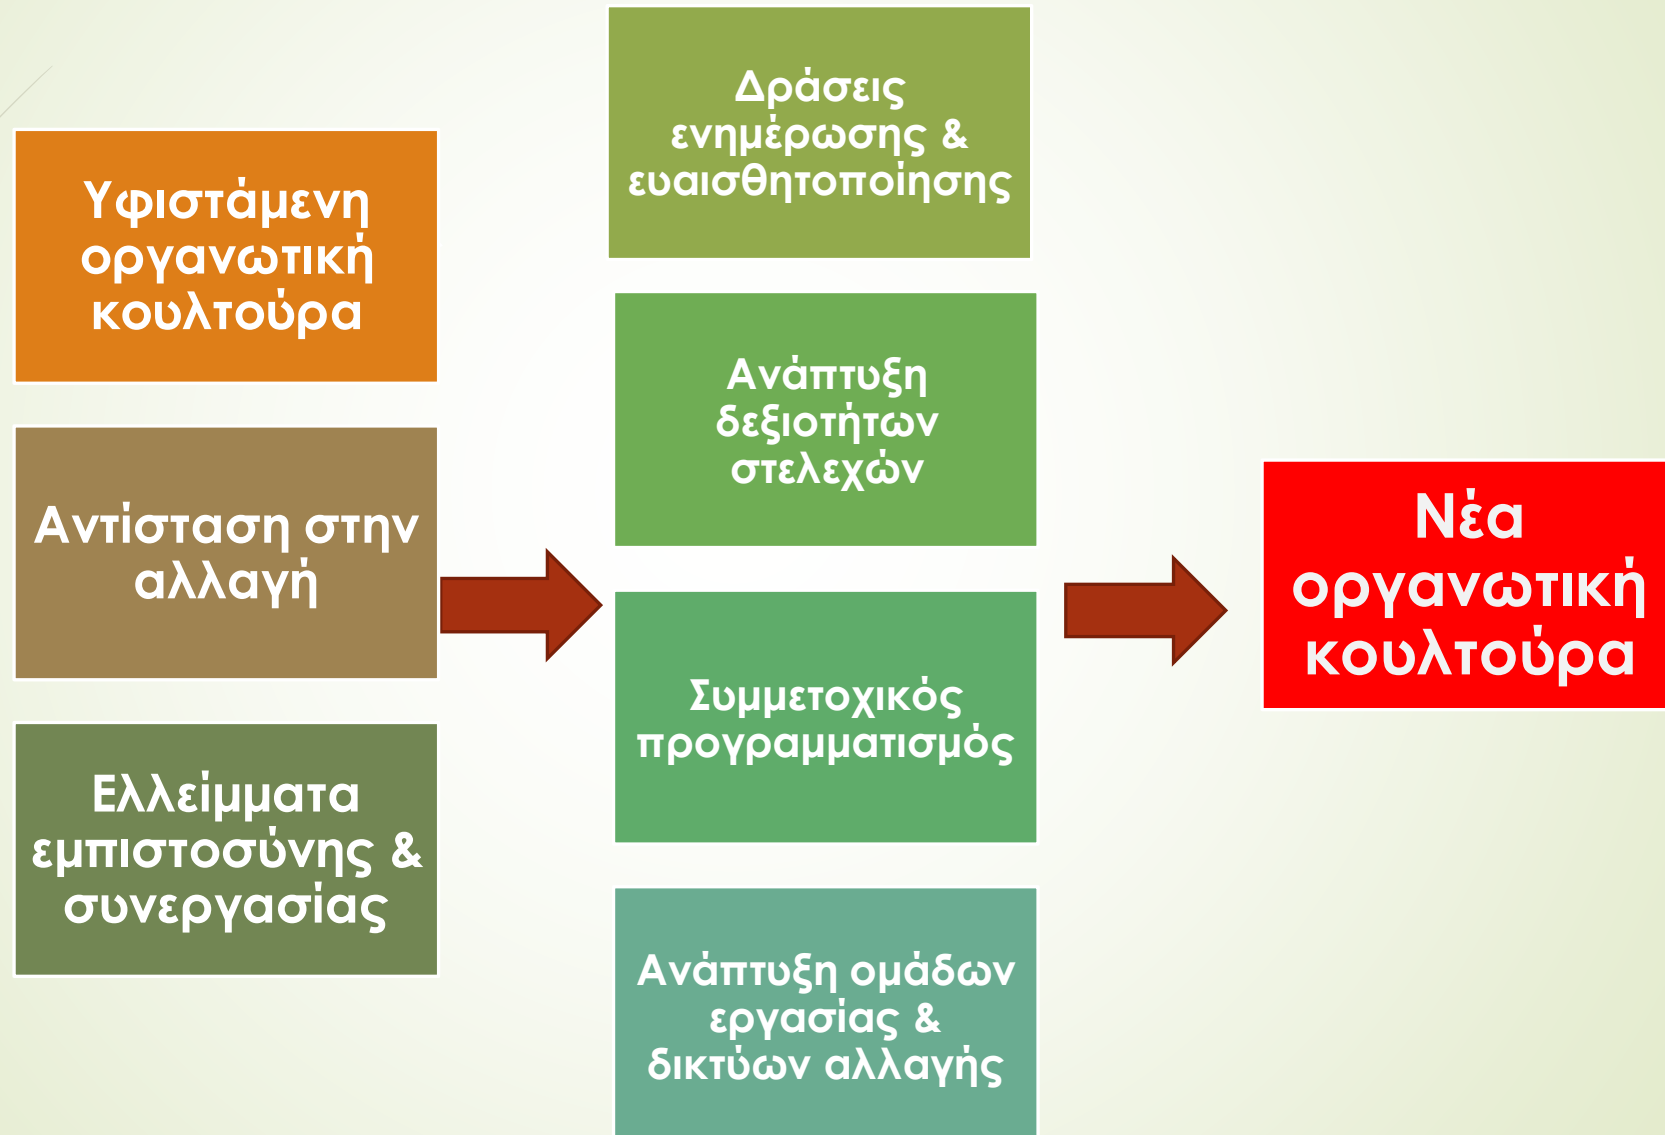 Υφιστάμενη
οργανωτική
κουλτούρα
Αντίσταση στην
αλλαγή
Ελλείμματα
εμπιστοσύνης &
συνεργασίας
Δράσεις
ενημέρωσης &
ευαισθητοποίησης
Ανάπτυξη
δεξιοτήτων
στελεχών
Συμμετοχικός
προγραμματισμός
Ανάπτυξη ομάδων
εργασίας &
δικτύων αλλαγής
Νέα
οργανωτική
κουλτούρα